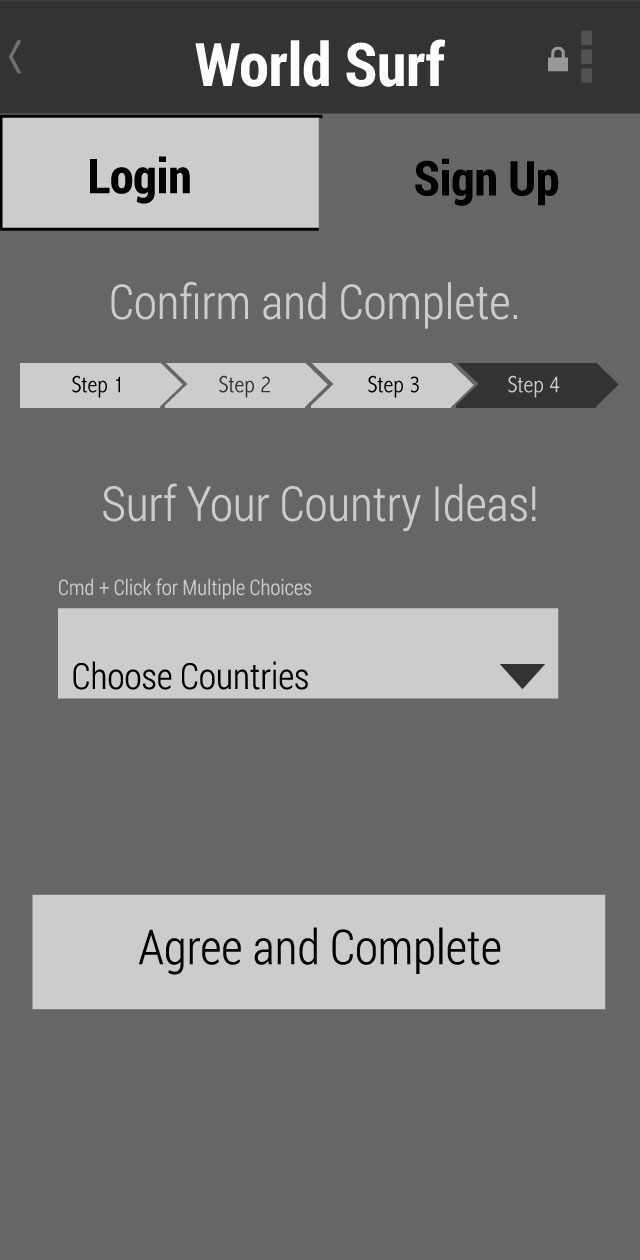 World Surf
Login
Sign Up
Confirm and Complete.
Step 1
Step 2
Step 3
Step 4
Surf Your Country Ideas!
Cmd + Click for Multiple Choices
Choose Countries
Agree and Complete